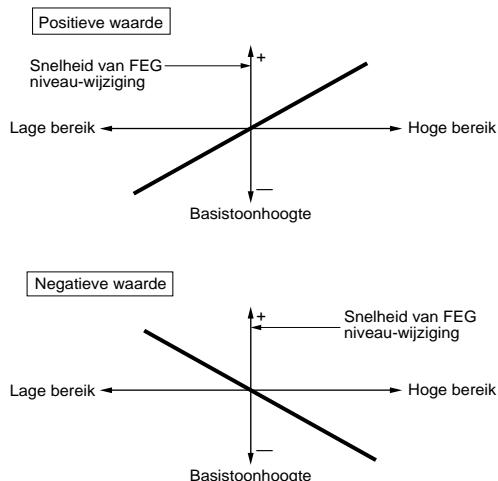 Positieve waarde
Snelheid van FEG
niveau-wijziging
+
Lage bereik
Hoge bereik
—
Basistoonhoogte
Negatieve waarde
+
Snelheid van FEG
niveau-wijziging
Lage bereik
Hoge bereik
—
Basistoonhoogte